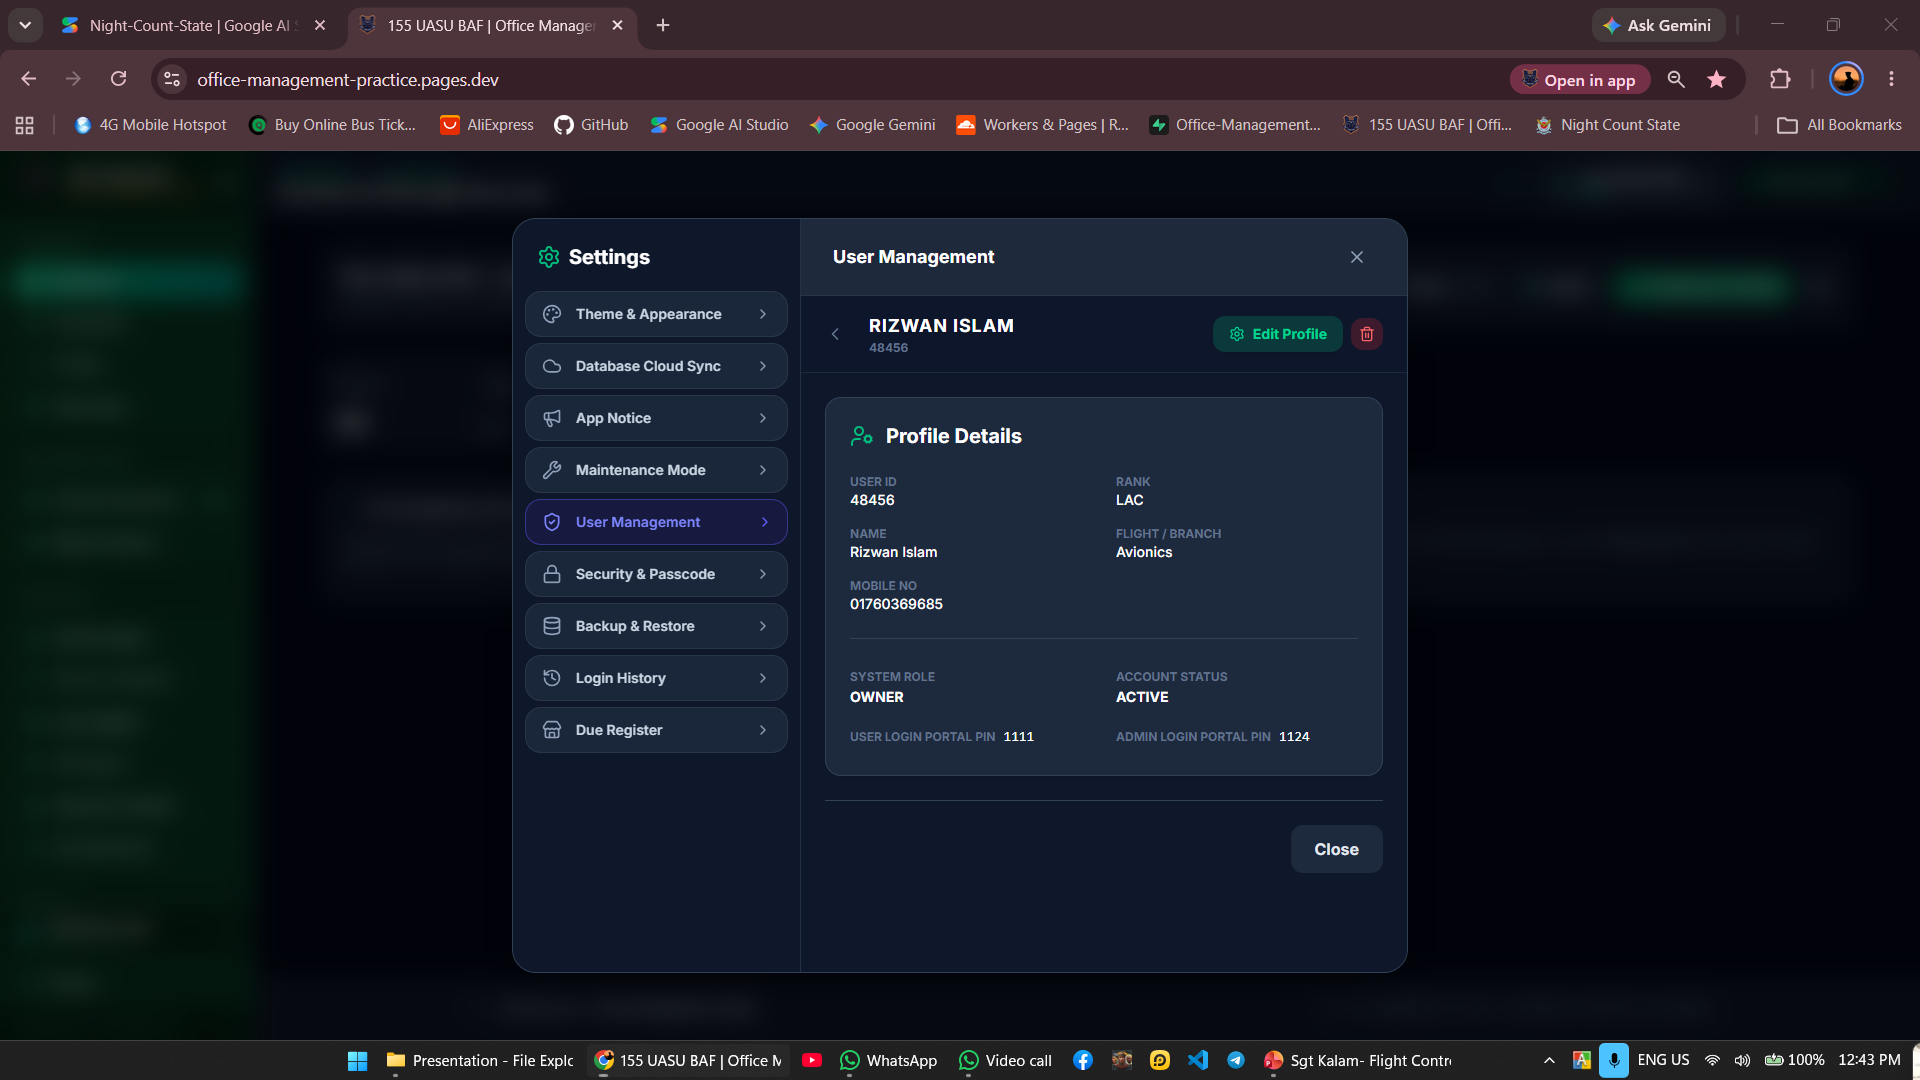 Night-Count-State | Google AI S
155 UASU BAF | Office Manage
Ask Gemini
office-management-practice.pages.dev
Open in app
4G Mobile Hotspot
Buy Online Bus Tick...
AliExpress
GitHub
Google AI Studio
Google Gemini
Workers & Pages | R...
Office-Management...
155 UASU BAF | Offi...
Night Count State
All Bookmarks
Settings
Theme & Appearance
Database Cloud Sync
App Notice
Maintenance Mode
User Management
Security & Passcode
Backup & Restore
Login History
Due Register
User Management
RIZWAN ISLAM
48456
Edit Profile
Profile Details
USER ID
48456
RANK
LAC
NAME
Rizwan Islam
FLIGHT / BRANCH
Avionics
MOBILE NO
01760369685
SYSTEM ROLE
OWNER
ACCOUNT STATUS
ACTIVE
USER LOGIN PORTAL PIN 1111
ADMIN LOGIN PORTAL PIN 1124
Close
Presentation - File Explo
155 UASU BAF | Office M
WhatsApp
Video call
Sgt Kalam- Flight Contr
ENG US
100%
12:43 PM